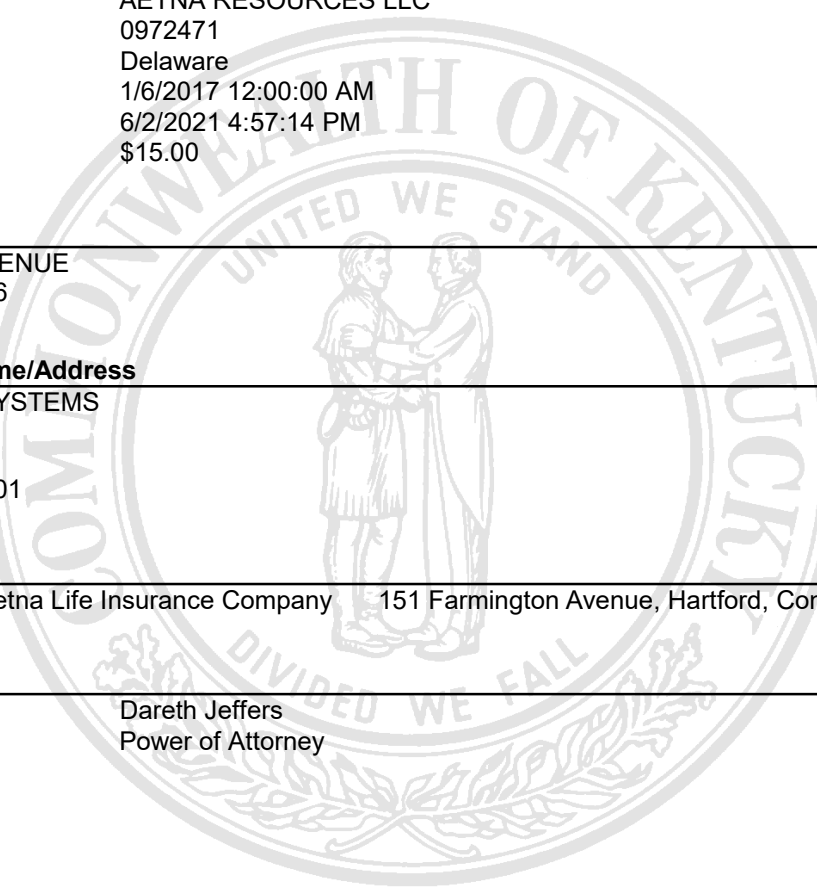 AETNA RESOURCES LLC
0972471
Delaware
1/6/2017 12:00:00 AM
6/2/2021 4:57:14 PM
$15.00
COMMONWEALTH OF KENTUCKY
UNITED WE STAND
ENUE
6
me/Address
YSTEMS
01
etna Life Insurance Company 151 Farmington Avenue, Hartford, Con
DIVIDED WE FALL
Dareth Jeffers
Power of Attorney